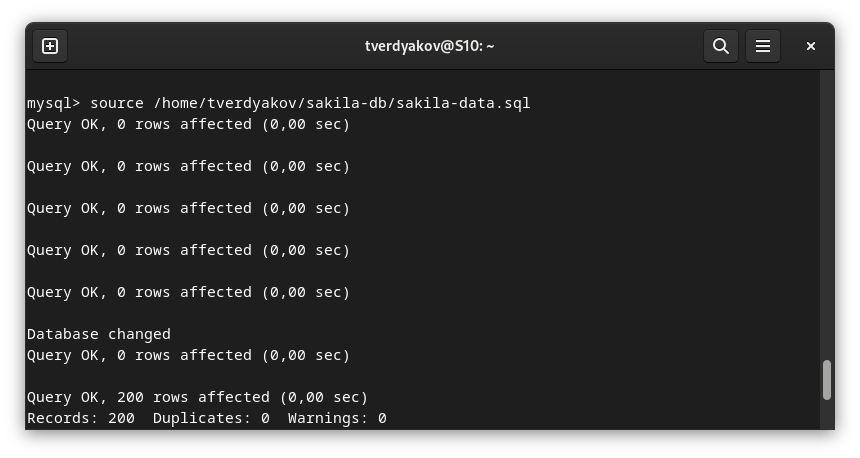 tverdyakov@S10: ~
mysql> source /home/tverdyakov/sakila-db/sakila-data.sql
Query OK, 0 rows affected (0,00 sec)
Query OK, 0 rows affected (0,00 sec)
Query OK, 0 rows affected (0,00 sec)
Query OK, 0 rows affected (0,00 sec)
Query OK, 0 rows affected (0,00 sec)
Database changed
Query OK, 0 rows affected (0,00 sec)
Query OK, 200 rows affected (0,00 sec)
Records: 200  Duplicates: 0  Warnings: 0